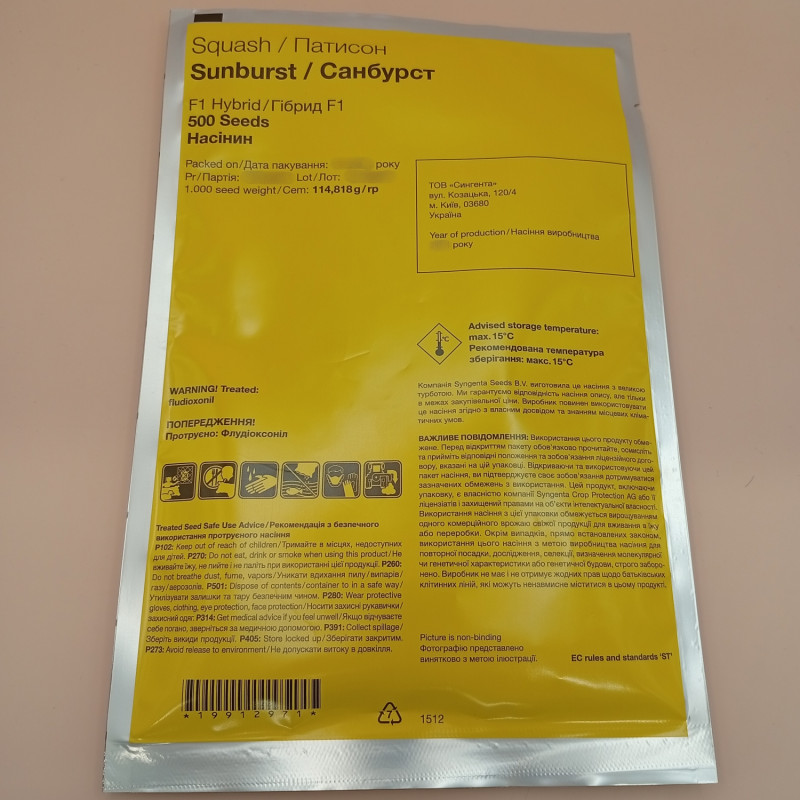 Squash / Патисон
Sunburst / Санбурст
F1 Hybrid / Гібрид F1
500 Seeds
Насінин
Packed on/Дата пакування: року
Pr/Партія: Lot/Лот:
1.000 seed weight/Сем: 114,818 g/гр
ТОВ «Сингента»
вул. Козацька, 120/4
м. Київ, 03680
Україна
Year of production/Насіння виробництва
року
°C
Advised storage temperature:
max. 15°C
Рекомендована температура
зберігання: макс. 15°C
WARNING! Treated:
fludioxonil
ПОПЕРЕДЖЕННЯ!
Протруєно: Флудіоксоніл
Treated Seed Safe Use Advice / Рекомендація з безпечного
використання протруєного насіння
P102: Keep out of reach of children/Тримайте в місцях, недоступних
для дітей. P270: Do not eat, drink or smoke when using this product/Не
вживайте їжу, не пийте і не паліть при використанні цієї продукції. P260:
Do not breathe dust, fume, vapors/Уникати вдихання пилу/випарів/
газу/аерозолів. P501: Dispose of contents/container to in a safe way/
Утилізувати залишки та тару безпечним чином. P280: Wear protective
gloves, clothing, eye protection, face protection/Носити захисні рукавички/
захисний одяг. P314: Get medical advice if you feel unwell/Якщо відчуваєте
себе погано, зверніться за медичною допомогою. P391: Collect spillage/
Зберіть викиди продукції. P405: Store locked up/Зберігати закритим.
P273: Avoid release to environment/Не допускати витоку в довкілля.
Компанія Syngenta Seeds B.V. виготовила це насіння з великою
турботою. Ми гарантуємо відповідність насіння опису, але тільки
в межах закупівельної ціни. Виробник повинен використовувати
це насіння згідно з власним досвідом та знанням місцевих кліма-
тичних умов.
ВАЖЛИВЕ ПОВІДОМЛЕННЯ: Використання цього продукту обме-
жене. Перед відкриттям пакету обов'язково прочитайте, осмисліть
та прийміть відповідні положення та зобов'язання ліцензійного дого-
вору, вказані на цій упаковці. Відкриваючи та використовуючи цей
пакет насіння, ви підтверджуєте своє зобов'язання дотримуватися
зазначених обмежень з використання. Цей продукт, включаючи
упаковку, є власністю компанії Syngenta Crop Protection AG або її
ліцензіатів і захищений правами на об'єкти інтелектуальної власності.
Використання насіння з цієї упаковки обмежується вирощуванням
одного комерційного врожаю свіжої продукції для вживання в їжу
або переробки. Окрім випадків, прямо встановлених законом,
використання цього насіння з метою виробництва насіння для
повторної посадки, дослідження, селекції, визначення молекулярної
чи генетичної характеристики або генетичної будови, строго заборо-
нено. Виробник не має і не отримує жодних прав щодо батьківських
клітинних ліній, які можуть ненавмисне міститися в цьому продукті.
Picture is non-binding
Фотографію представлено
винятково з метою ілюстрації.
EC rules and standards 'ST'
*19912971*
7
1512